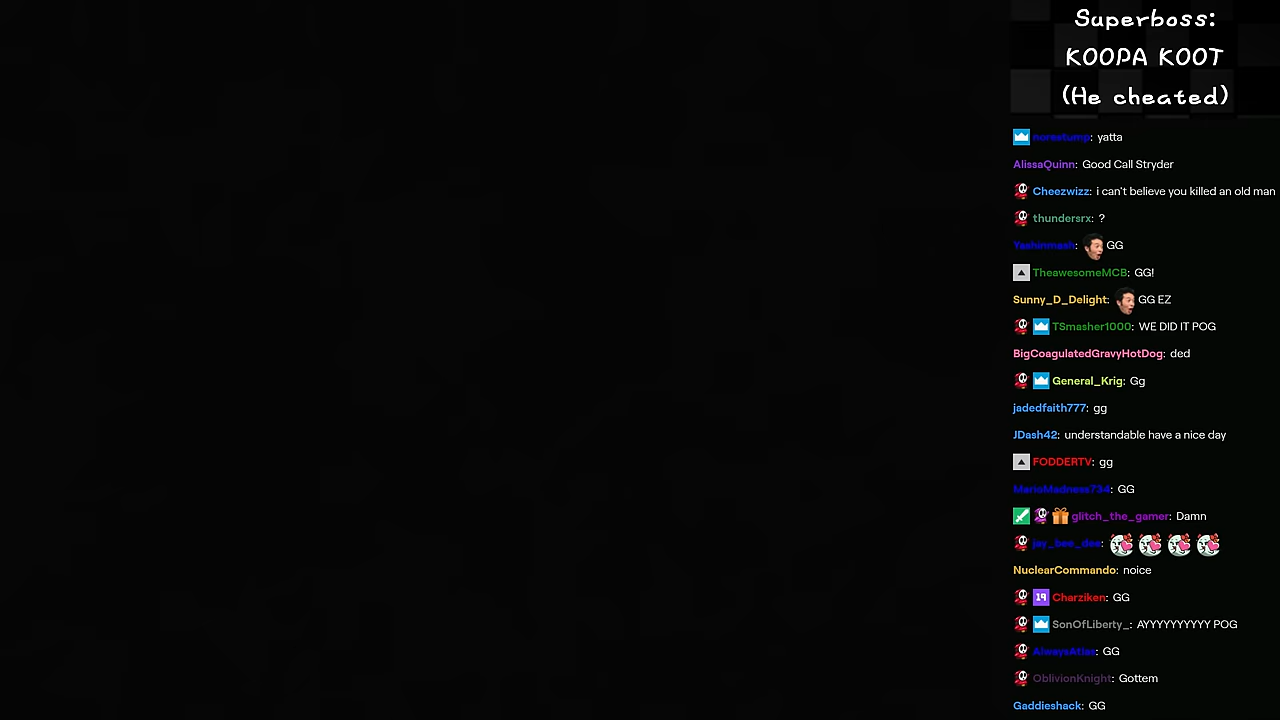 Superboss:
KOOPA KOOT
(He cheated)
norestump: yatta
AlissaQuinn: Good Call Stryder
Cheezwizz: i can't believe you killed an old man
thundersrx: ?
Yashinmash: GG
TheawesomeMCB: GG!
Sunny_D_Delight: GG EZ
TSmasher1000: WE DID IT POG
BigCoagulatedGravyHotDog: ded
General_Krig: Gg
jadedfaith777: gg
JDash42: understandable have a nice day
FODDERTV: gg
MarioMadness734: GG
glitch_the_gamer: Damn
jay_bee_dee:
NuclearCommando: noice
19 Charziken: GG
SonOfLiberty_: AYYYYYYYYYY POG
AlwaysAtlas: GG
OblivionKnight: Gottem
Gaddieshack: GG